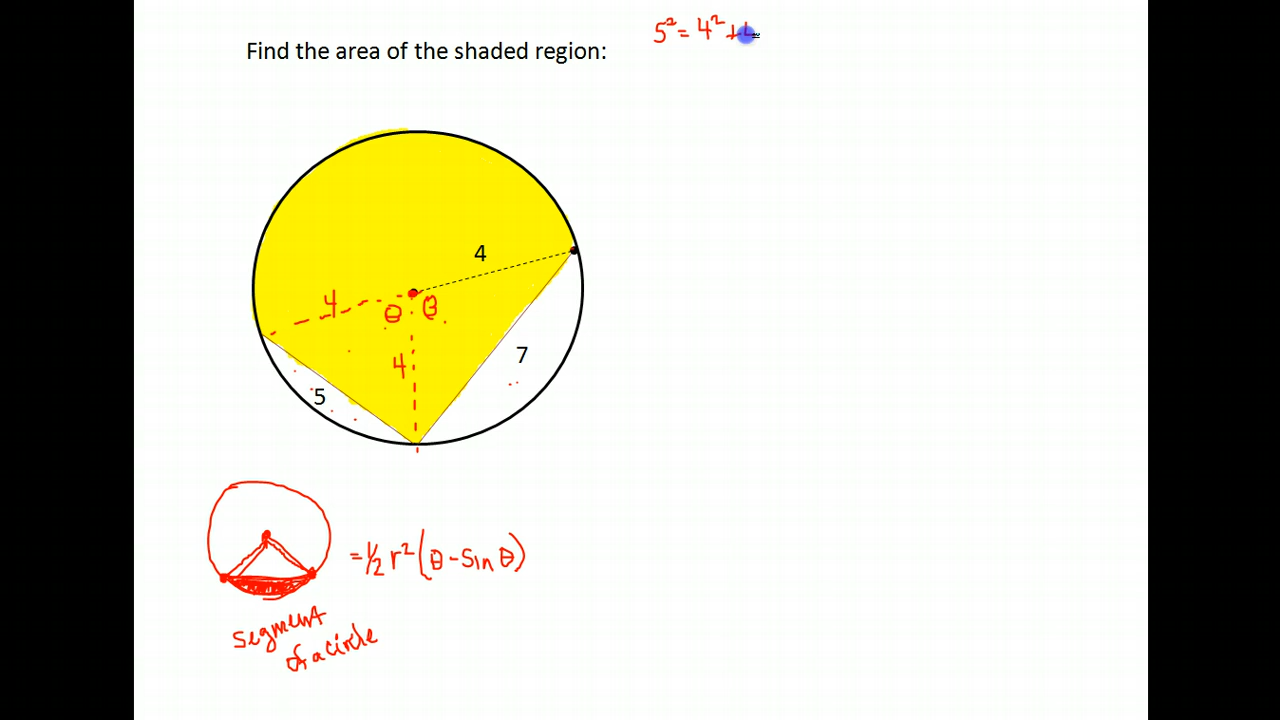 5² = 4² +
Find the area of the shaded region:
4
4
θ θ
4
7
5
= ½ r² (θ - Sin θ)
segment
of a circle